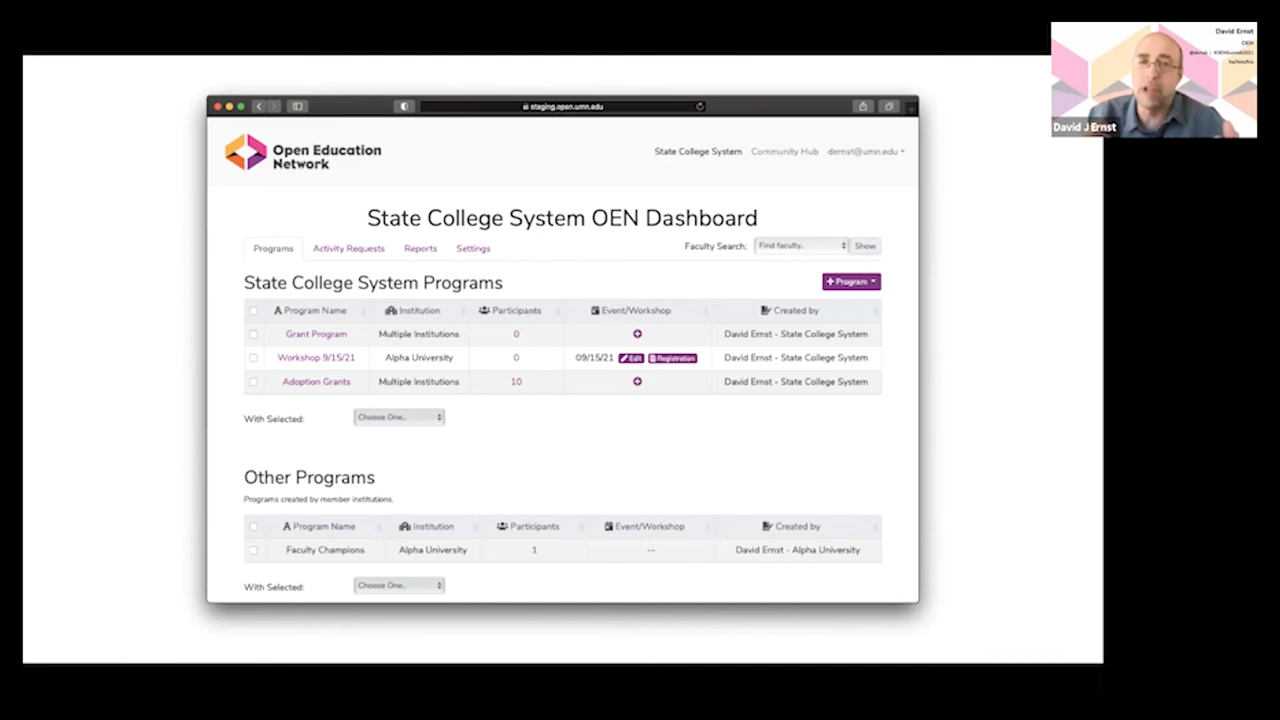 David Ernst
OEN
David J Ernst
staging.open.umn.edu
Open Education
Network
State College System Community Hub dernst@umn.edu
State College System OEN Dashboard
Programs Activity Requests Reports Settings Faculty Search: Find faculty.. Show
State College System Programs + Program
Program Name Institution Participants Event/Workshop Created by
Grant Program Multiple Institutions 0 David Ernst - State College System
Workshop 9/15/21 Alpha University 0 09/15/21 Edit Registration David Ernst - State College System
Adoption Grants Multiple Institutions 10 David Ernst - State College System
With Selected: Choose One..
Other Programs
Programs created by member institutions.
Program Name Institution Participants Event/Workshop Created by
Faculty Champions Alpha University 1 -- David Ernst - Alpha University
With Selected: Choose One..